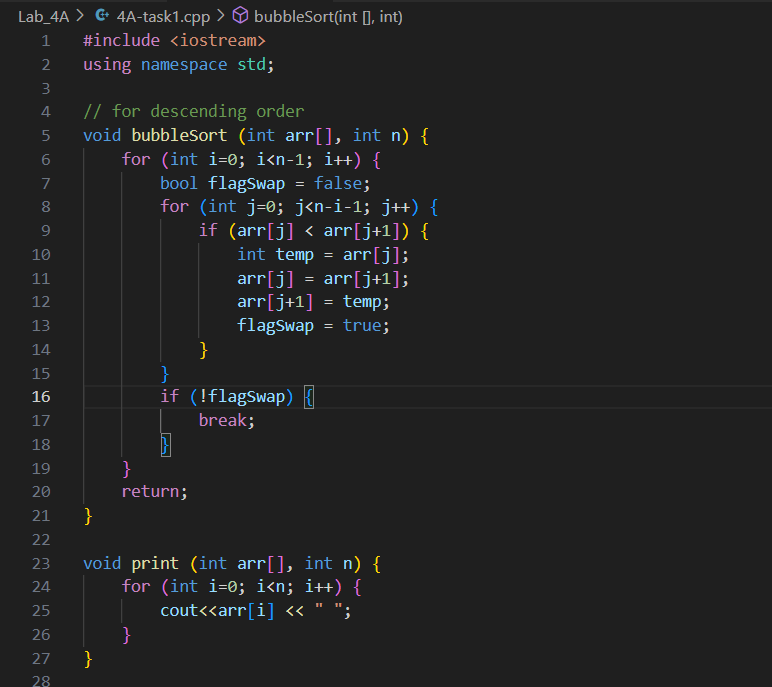 Lab_4A > 4A-task1.cpp > bubbleSort(int [], int)
1 #include <iostream>
2 using namespace std;
3
4 // for descending order
5 void bubbleSort (int arr[], int n) {
6     for (int i=0; i<n-1; i++) {
7         bool flagSwap = false;
8         for (int j=0; j<n-i-1; j++) {
9             if (arr[j] < arr[j+1]) {
10                 int temp = arr[j];
11                 arr[j] = arr[j+1];
12                 arr[j+1] = temp;
13                 flagSwap = true;
14             }
15         }
16         if (!flagSwap) {
17             break;
18         }
19     }
20     return;
21 }
22
23 void print (int arr[], int n) {
24     for (int i=0; i<n; i++) {
25         cout<<arr[i] << " ";
26     }
27 }
28